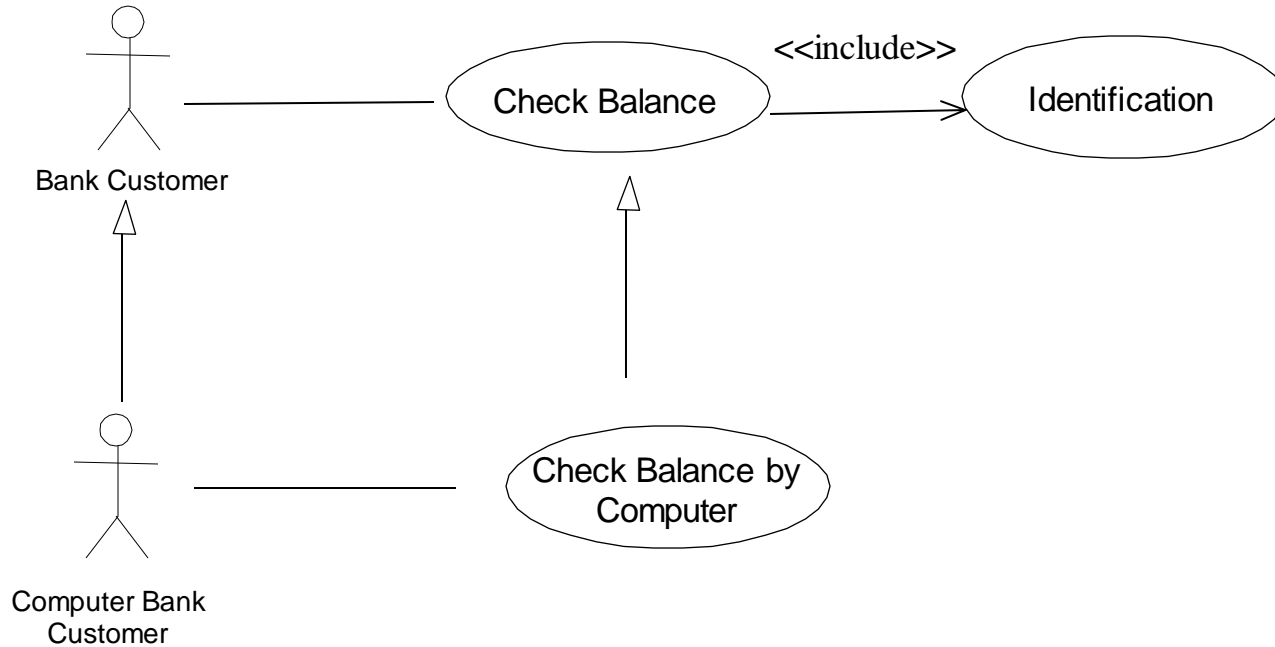 <<include>>
Check Balance
Identification
Bank Customer
Check Balance by
Computer
Computer Bank
Customer